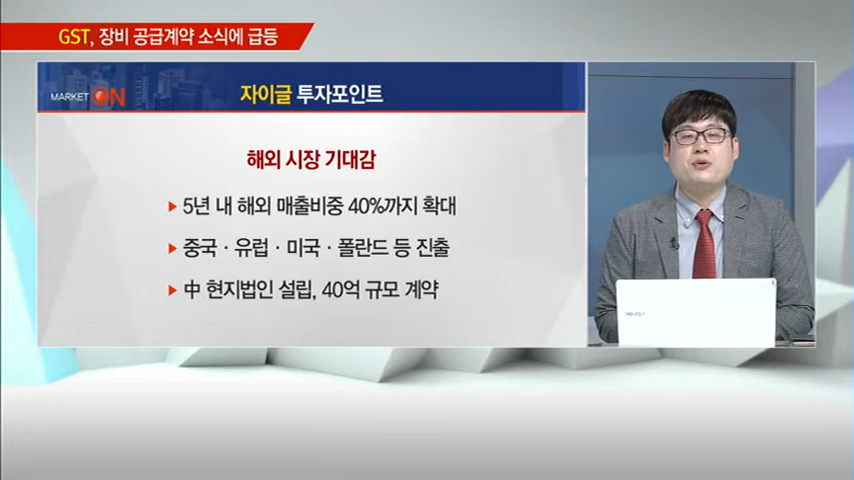 GST, 장비 공급계약 소식에 급등
MARKET ON
자이글 투자포인트
해외 시장 기대감
5년 내 해외 매출비중 40%까지 확대
중국 · 유럽 · 미국 · 폴란드 등 진출
中 현지법인 설립, 40억 규모 계약